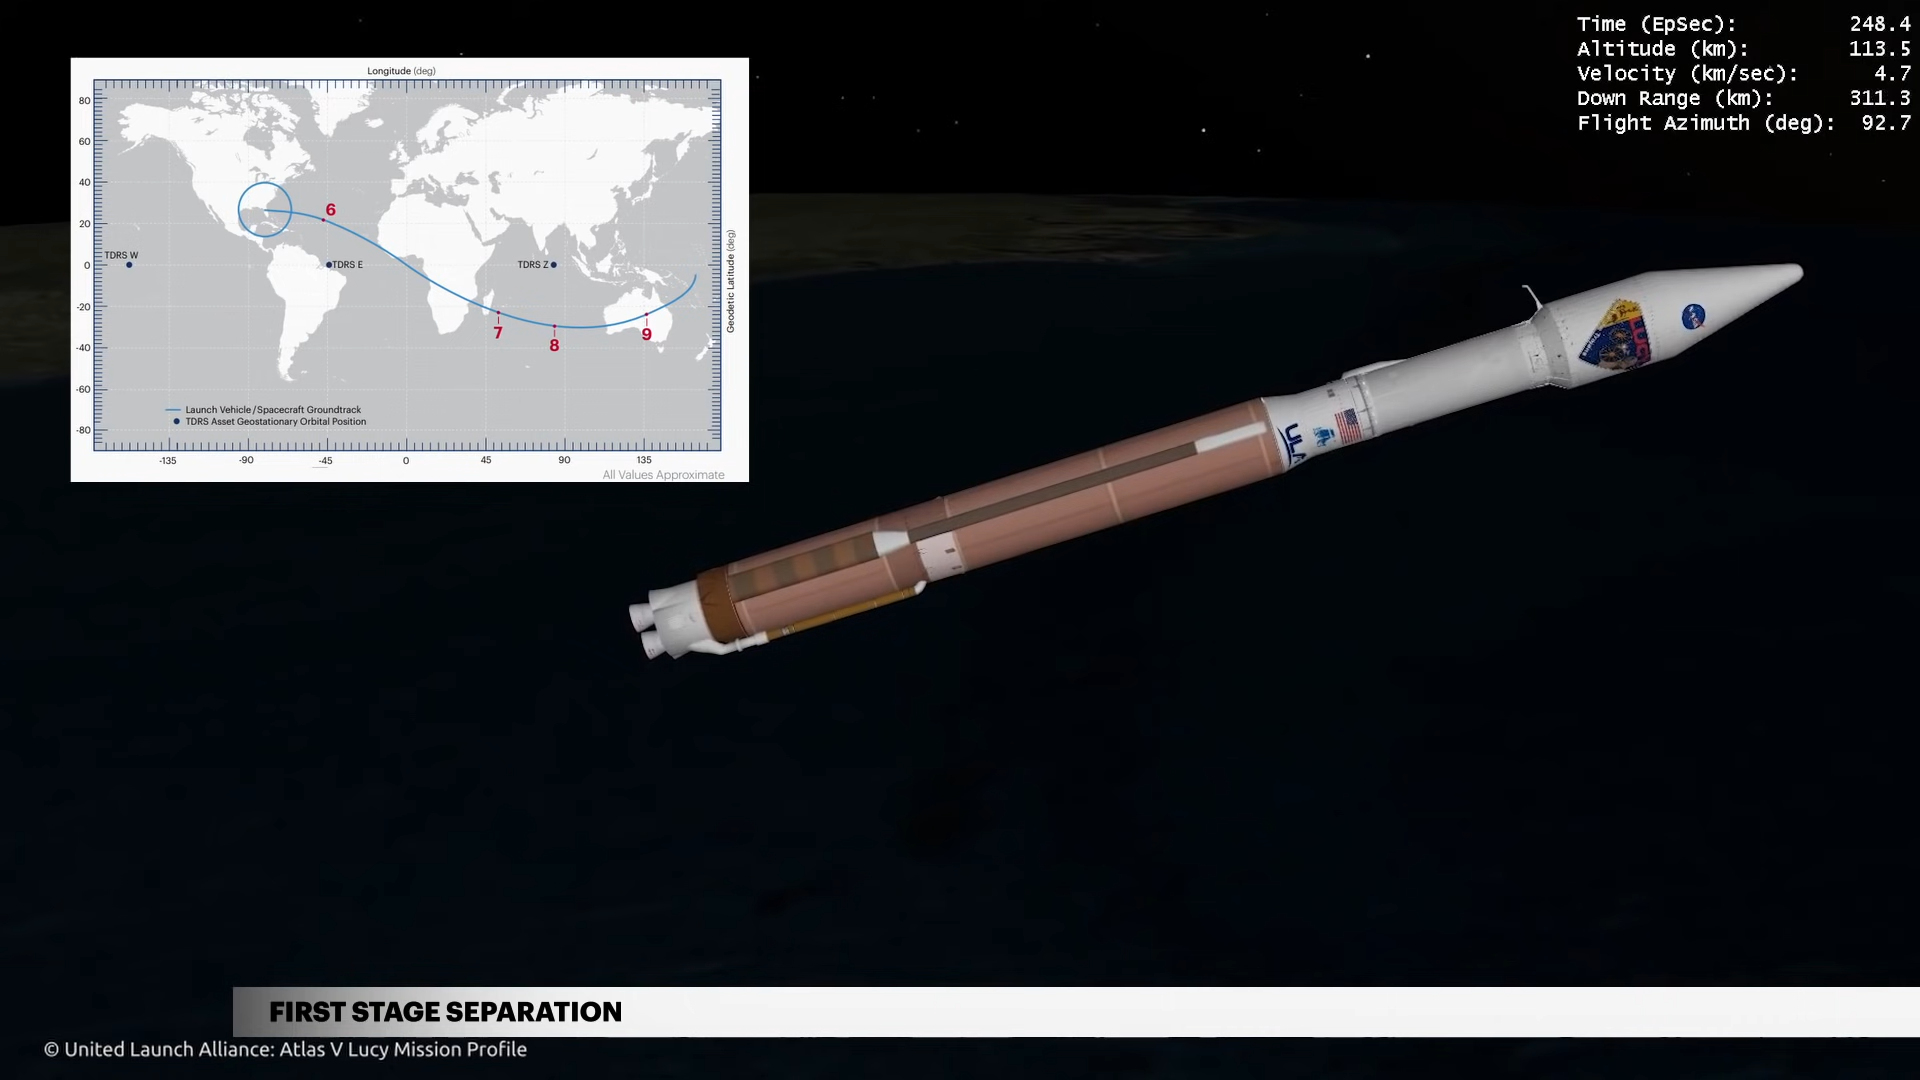 Time (EpSec): 248.4
Altitude (km): 113.5
Velocity (km/sec): 4.7
Down Range (km): 311.3
Flight Azimuth (deg): 92.7
Longitude (deg)
80
60
40
20
0
-20
-40
-60
-80
6
TDRS W
TDRS E
TDRS Z
7
8
9
Geodetic Latitude (deg)
Launch Vehicle/Spacecraft Groundtrack
TDRS Asset Geostationary Orbital Position
-135 -90 -45 0 45 90 135
All Values Approximate
ULA
FIRST STAGE SEPARATION
© United Launch Alliance: Atlas V Lucy Mission Profile